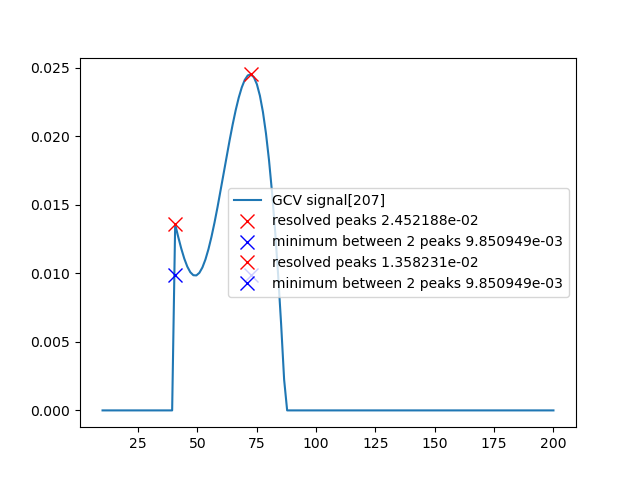 0.025
0.020
0.015
0.010
0.005
0.000
GCV signal[207]
resolved peaks 2.452188e-02
minimum between 2 peaks 9.850949e-03
resolved peaks 1.358231e-02
minimum between 2 peaks 9.850949e-03
25 50 75 100 125 150 175 200